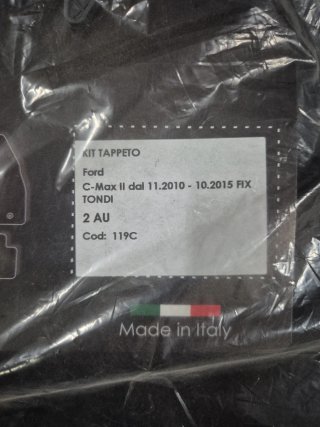 KIT TAPPETO
Ford
C-Max II dal 11.2010 - 10.2015 FIX
TONDI
2 AU
Cod: 119C
Made in Italy